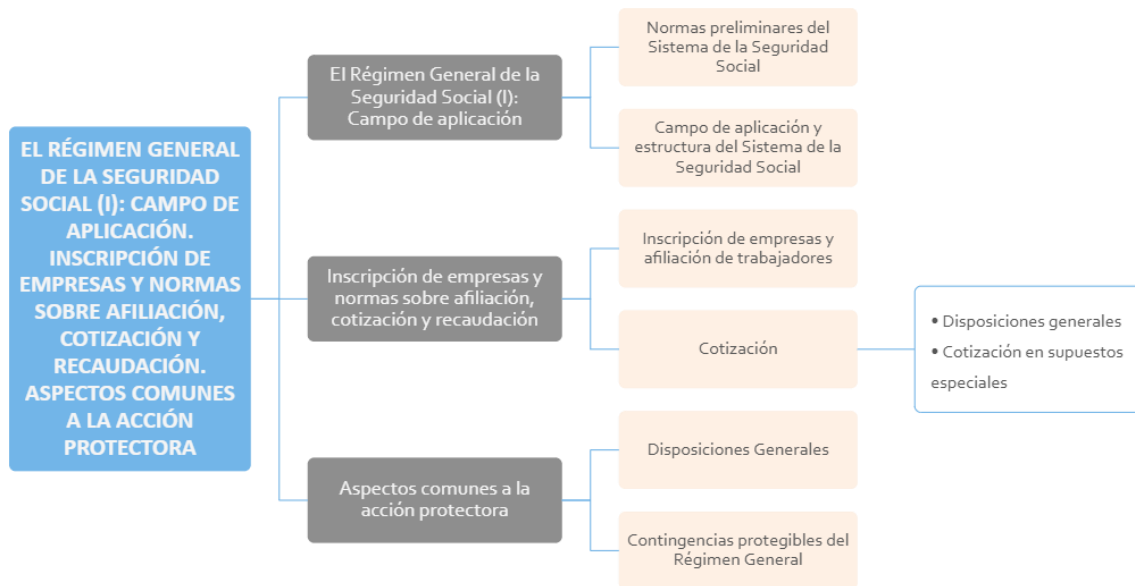 EL RÉGIMEN GENERAL
DE LA SEGURIDAD
SOCIAL (I): CAMPO DE
APLICACIÓN.
INSCRIPCIÓN DE
EMPRESAS Y NORMAS
SOBRE AFILIACIÓN,
COTIZACIÓN Y
RECAUDACIÓN.
ASPECTOS COMUNES
A LA ACCIÓN
PROTECTORA
El Régimen General de la
Seguridad Social (I):
Campo de aplicación
Normas preliminares del
Sistema de la Seguridad
Social
Campo de aplicación y
estructura del Sistema de la
Seguridad Social
Inscripción de empresas y
normas sobre afiliación,
cotización y recaudación
Inscripción de empresas y
afiliación de trabajadores
Cotización
• Disposiciones generales
• Cotización en supuestos
especiales
Aspectos comunes a la
acción protectora
Disposiciones Generales
Contingencias protegibles del
Régimen General